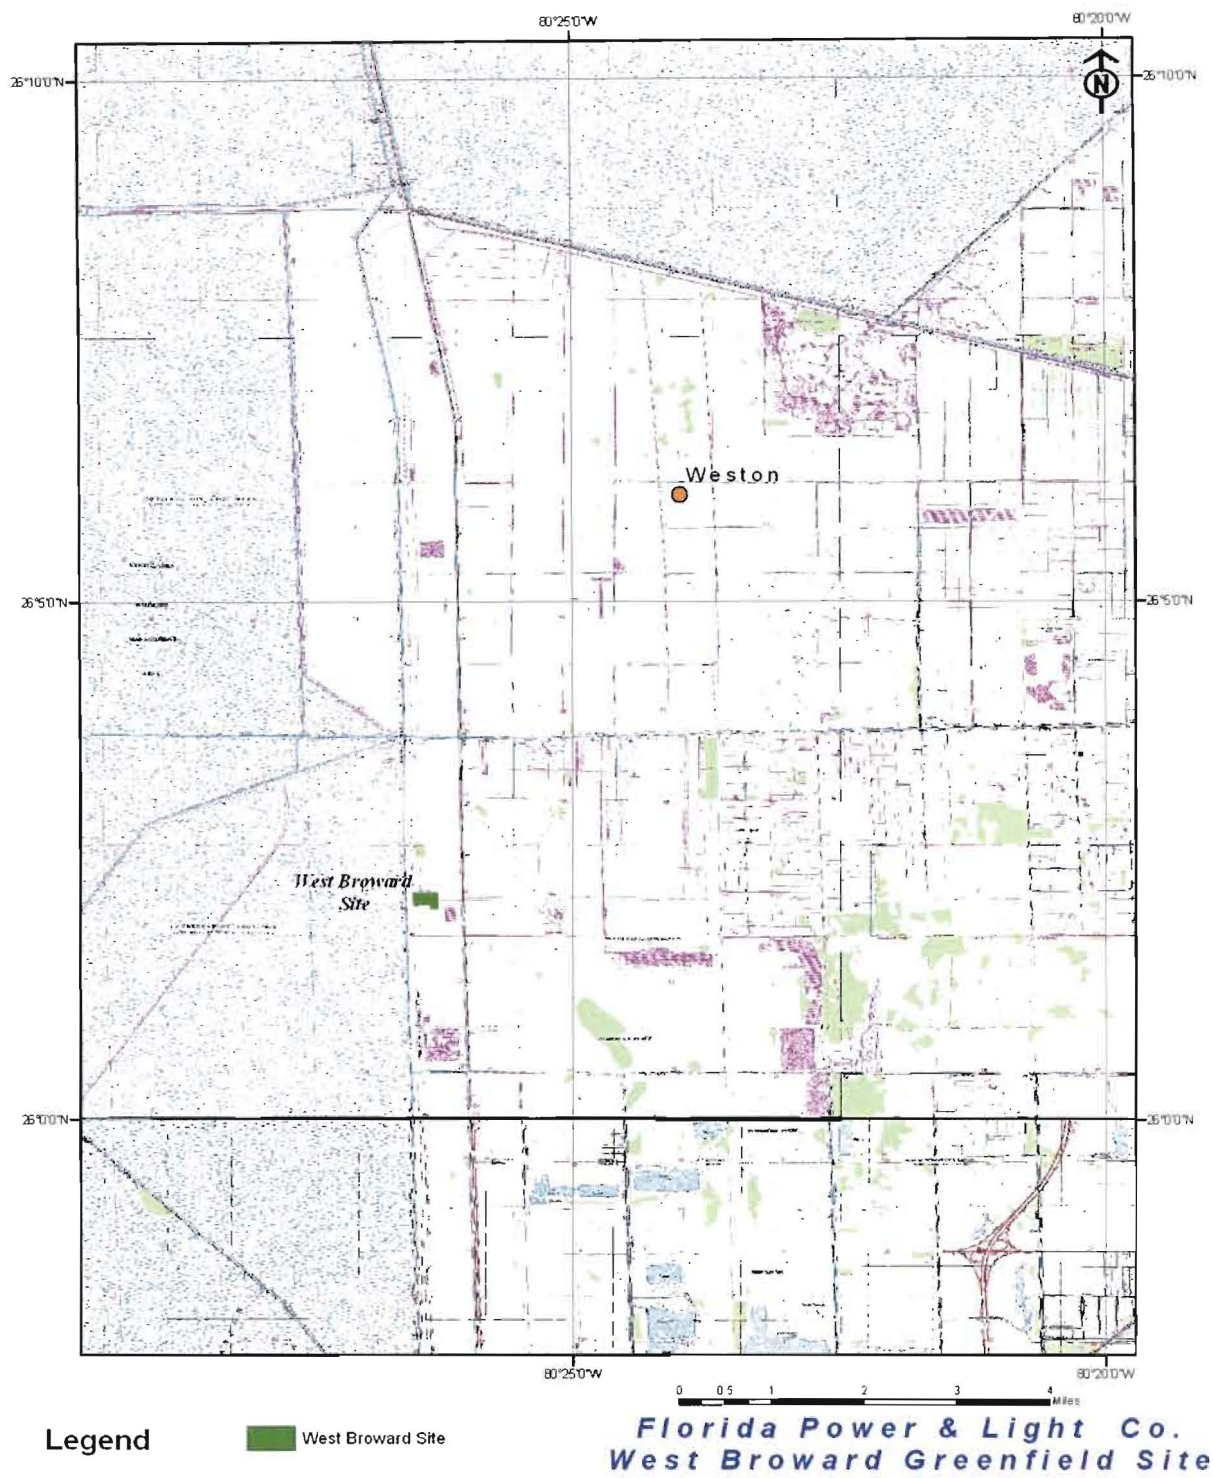 80°25'0"W
80°20'0"W
26°10'0"N
26°10'0"N
N
Weston
26°5'0"N
26°5'0"N
West Broward
Site
26°0'0"N
26°0'0"N
80°25'0"W
80°20'0"W
0 0.5 1 2 3 4
Miles
Legend
West Broward Site
Florida Power & Light Co.
West Broward Greenfield Site